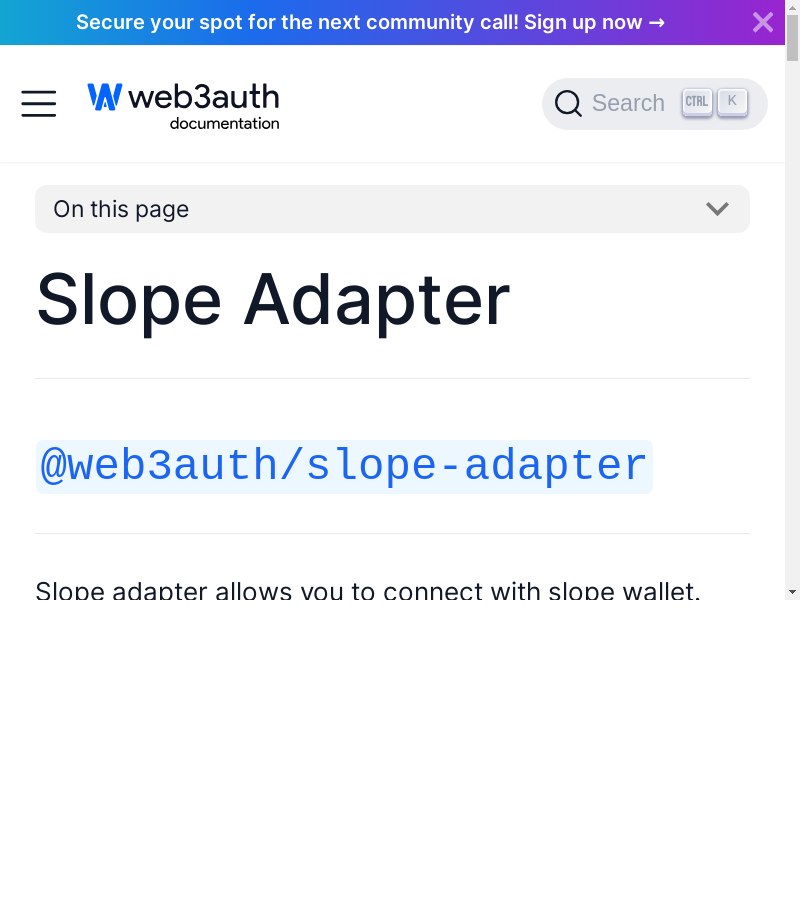 Secure your spot for the next community call! Sign up now →
web3auth
documentation
Search CTRL K
On this page
Slope Adapter
@web3auth/slope-adapter
Slope adapter allows you to connect with slope wallet.